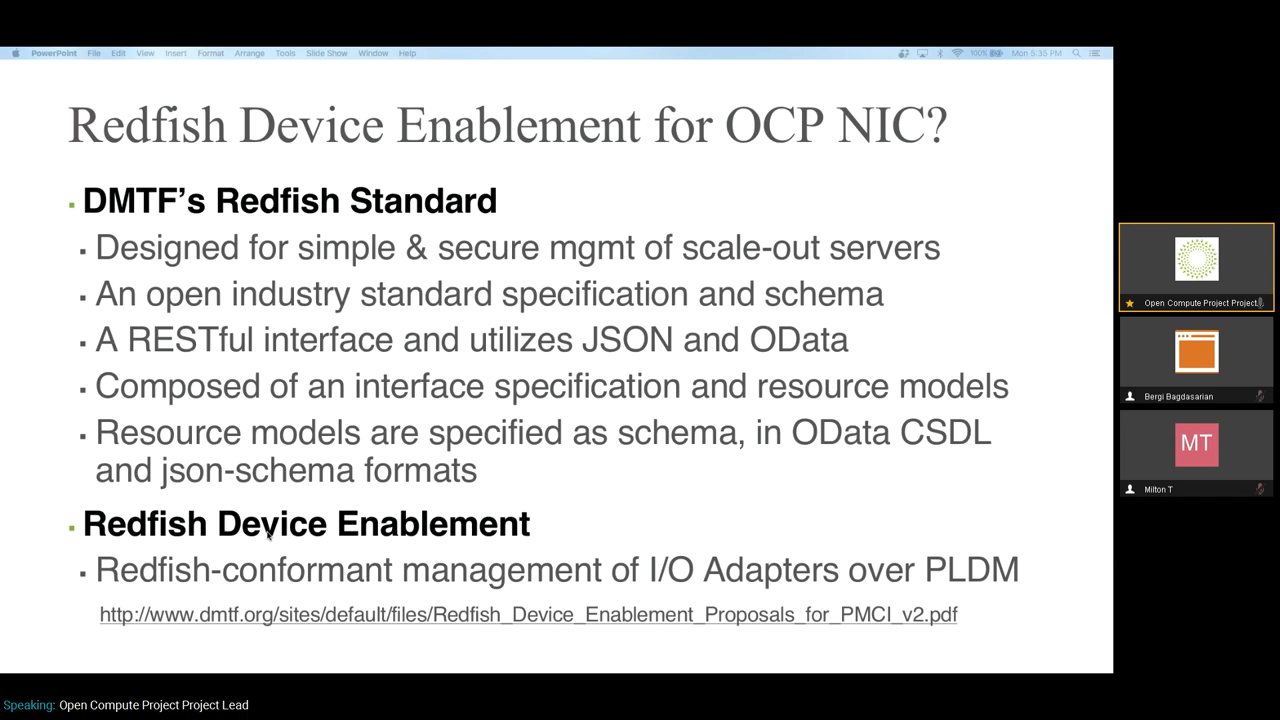 PowerPoint File Edit View Insert Format Arrange Tools Slide Show Window Help 100% Mon 5:35 PM
Redfish Device Enablement for OCP NIC?
▪ DMTF’s Redfish Standard
▪ Designed for simple & secure mgmt of scale-out servers
▪ An open industry standard specification and schema
▪ A RESTful interface and utilizes JSON and OData
▪ Composed of an interface specification and resource models
▪ Resource models are specified as schema, in OData CSDL
and json-schema formats
▪ Redfish Device Enablement
▪ Redfish-conformant management of I/O Adapters over PLDM
http://www.dmtf.org/sites/default/files/Redfish_Device_Enablement_Proposals_for_PMCI_v2.pdf
Open Compute Project Project...
Bergi Bagdasarian
MT
Milton T
Speaking: Open Compute Project Project Lead